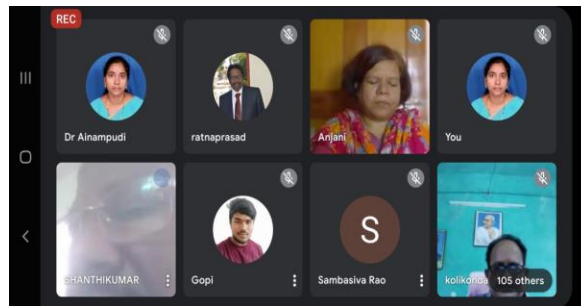 REC
Dr Ainampudi
ratnaprasad
Anjani
You
SHANTHIKUMAR
Gopi
S
Sambasiva Rao
kolikonda
105 others